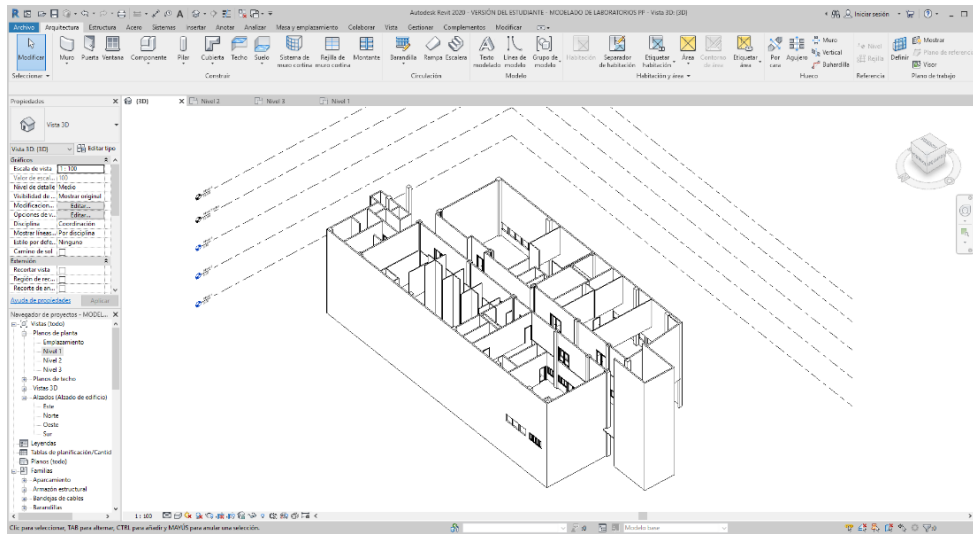 Autodesk Revit 2020 - VERSIÓN DEL ESTUDIANTE - MODELADO DE LABORATORIOS PF - Vista 3D: {3D}
Iniciar sesión
Archivo Arquitectura Estructura Acero Sistemas Insertar Anotar Analizar Masa y emplazamiento Colaborar Vista Gestionar Complementos Modificar
Modificar Muro Puerta Ventana Componente Pilar Cubierta Techo Suelo Sistema de muro cortina Rejilla de muro cortina Montante Barandilla Rampa Escalera Texto modelado Línea de modelo Grupo de modelo Habitación Separador de habitación Etiquetar habitación Área Contorno de área Etiquetar área Por cara Agujero Muro Vertical Buhardilla Nivel Rejilla Definir Mostrar Plano de referencia Visor
Seleccionar Construir Circulación Modelo Habitación y área Hueco Referencia Plano de trabajo
Propiedades
{3D} Nivel 2 Nivel 3 Nivel 1
Vista 3D
Vista 3D: {3D} Editar tipo
Gráficos
Escala de vista 1 : 100
Valor de escal... 100
Nivel de detalle Medio
Visibilidad de ... Mostrar original
Modificacion... Editar...
Opciones de v... Editar...
Disciplina Coordinación
Mostrar líneas... Por disciplina
Estilo por defe... Ninguno
Camino de sol
Extensión
Recortar vista
Región de rec...
Recorte de an...
Ayuda de propiedades Aplicar
Navegador de proyectos - MODEL...
Vistas (todo)
Planos de planta
Emplazamiento
Nivel 1
Nivel 2
Nivel 3
Planos de techo
Vistas 3D
Alzados (Alzado de edificio)
Este
Norte
Oeste
Sur
Leyendas
Tablas de planificación/Cantid
Planos (todo)
Familias
Aparcamiento
Armazón estructural
Bandejas de cables
Barandillas
1 : 100
Clic para seleccionar, TAB para alternar, CTRL para añadir y MAYÚS para anular una selección.
:0
Modelo base